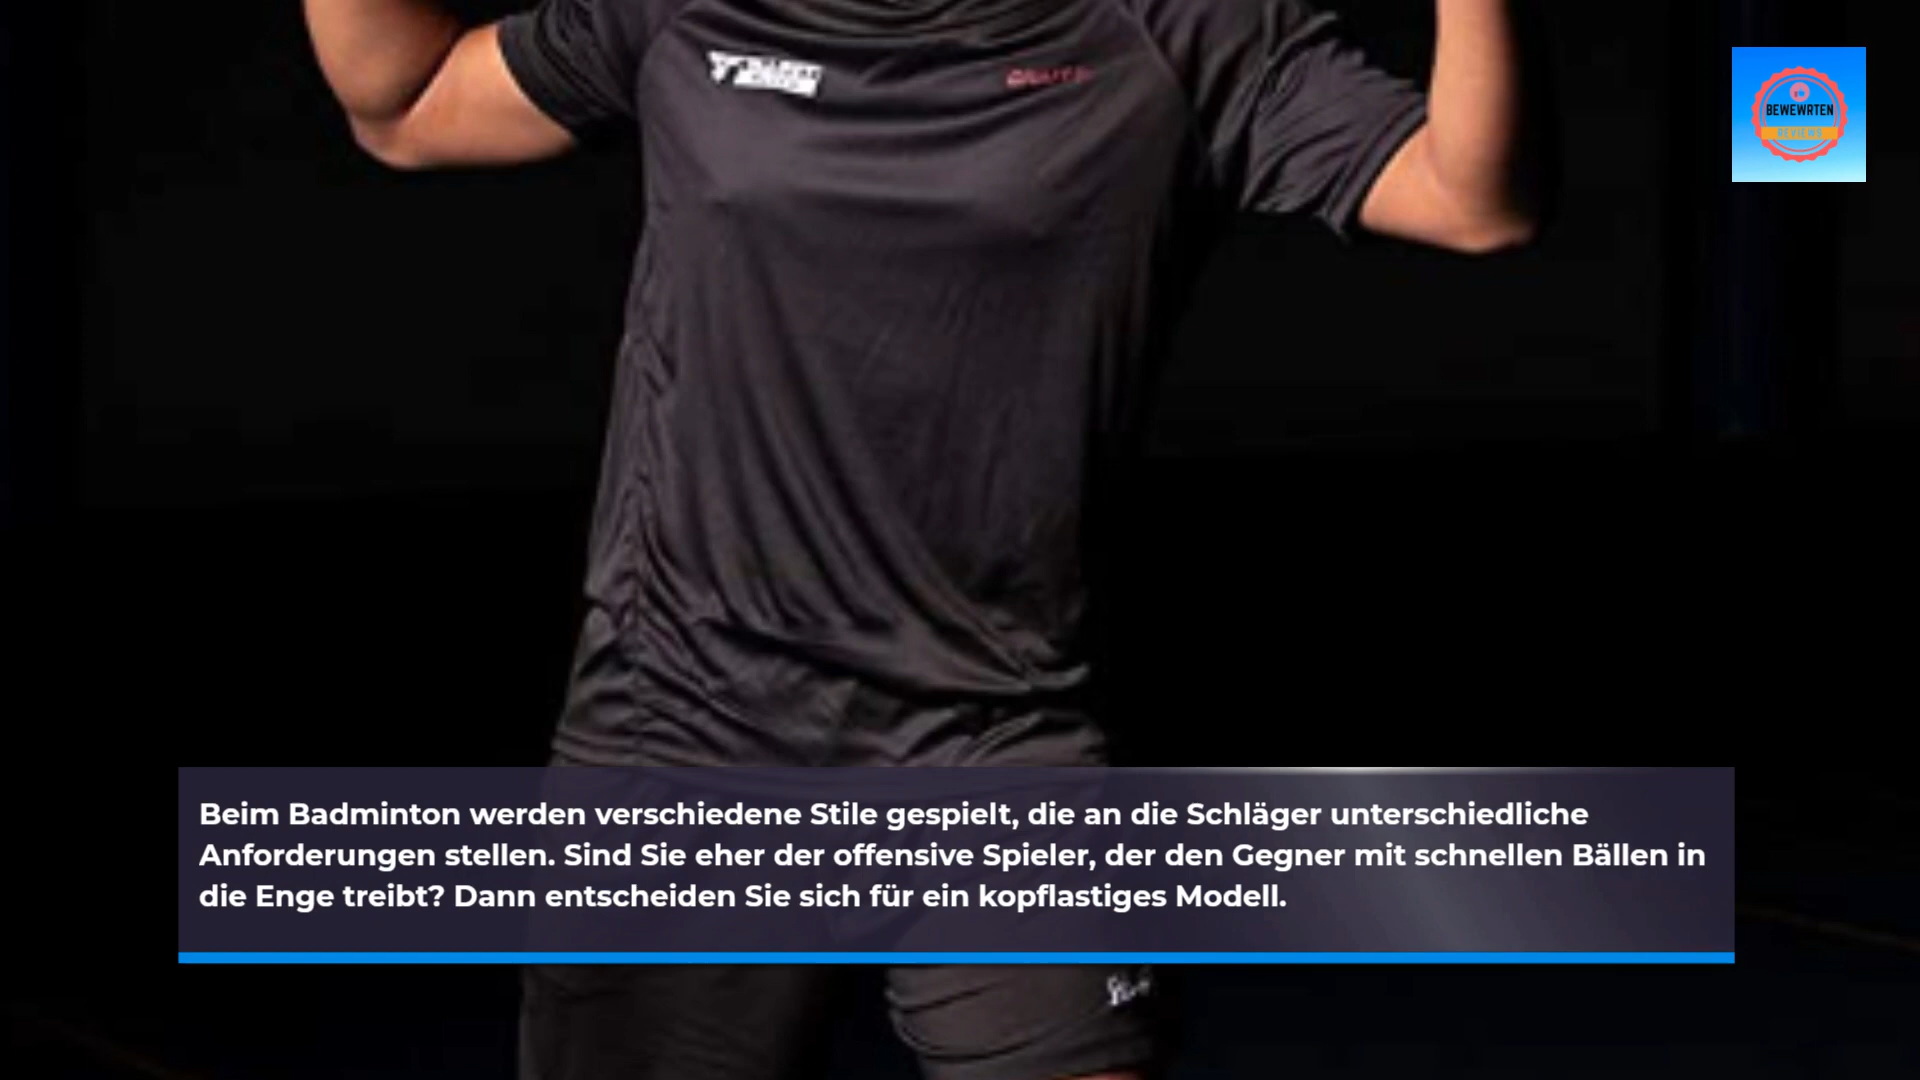 BEWEWRTEN
REVIEWS
Beim Badminton werden verschiedene Stile gespielt, die an die Schläger unterschiedliche
Anforderungen stellen. Sind Sie eher der offensive Spieler, der den Gegner mit schnellen Bällen in
die Enge treibt? Dann entscheiden Sie sich für ein kopflastiges Modell.